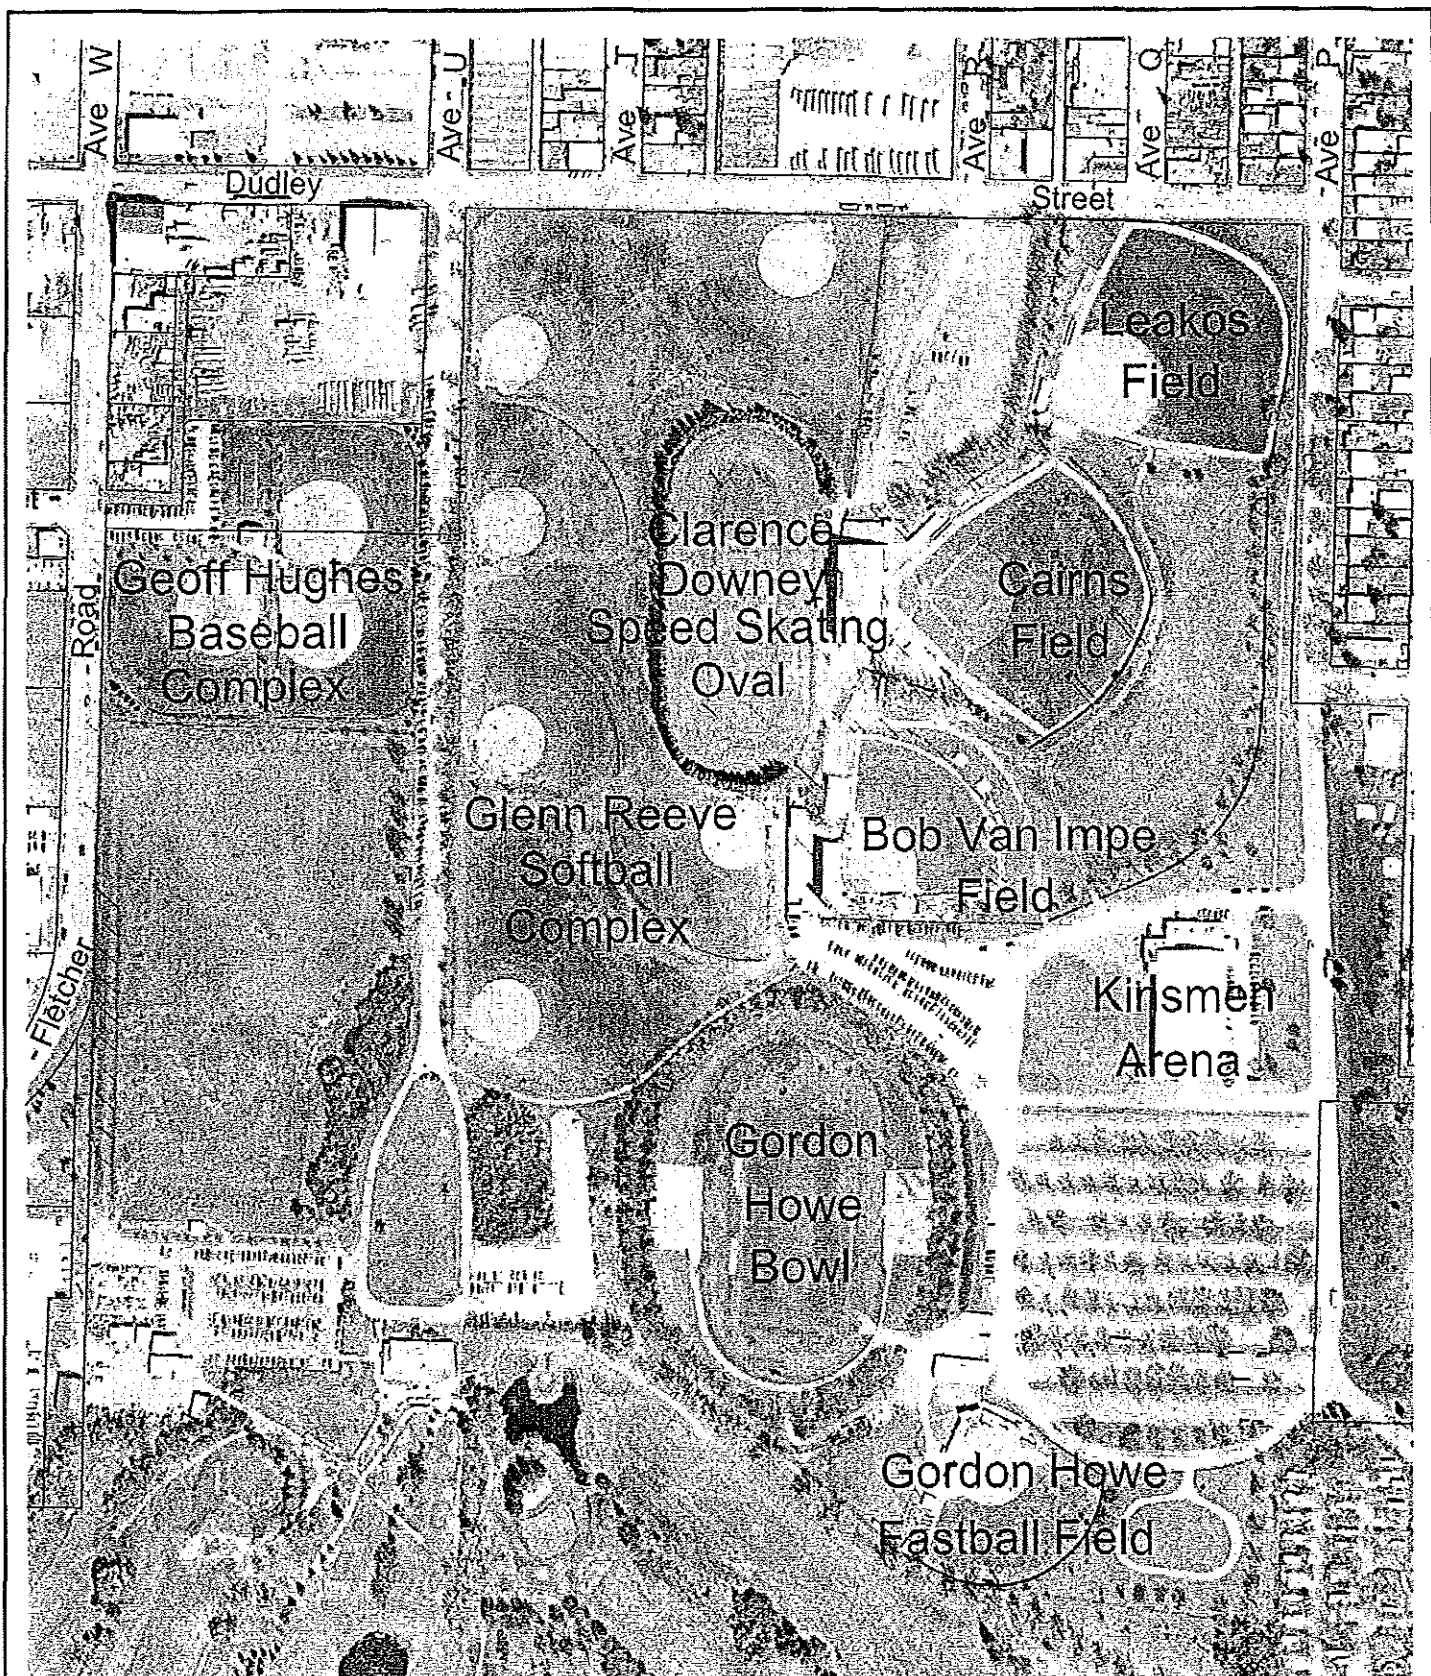 Ave W
Ave U
Ave T
Ave R
Ave Q
Ave P
Dudley
Street
Leakos
Field
Clarence
Downey
Speed Skating
Oval
Geoff Hughes
Baseball
Complex
Cairns
Field
Road
Glenn Reeve
Softball
Complex
Bob Van Impe
Field
Fletcher
Kinsmen
Arena
Gordon
Howe
Bowl
Gordon Howe
Fastball Field